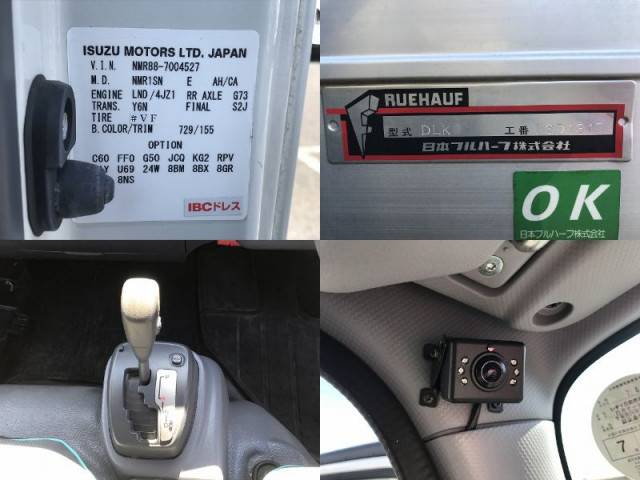 ISUZU MOTORS LTD. JAPAN
V.I.N. NMR88-7004527
M.D. NMR1SN E AH/CA
ENGINE LND/4JZ1 RR AXLE G73
TRANS. Y6N FINAL S2J
TIRE #VF
B.COLOR/TRIM 729/155
OPTION
C60 FF0 G50 JCQ KG2 RPV
Y U69 24W 8BM 8BX 8GR
8NS
IBCドレス
RUEHAUF
型式 DLK 工番
日本フルハーフ株式会社
OK
日本フルハーフ株式会社
7